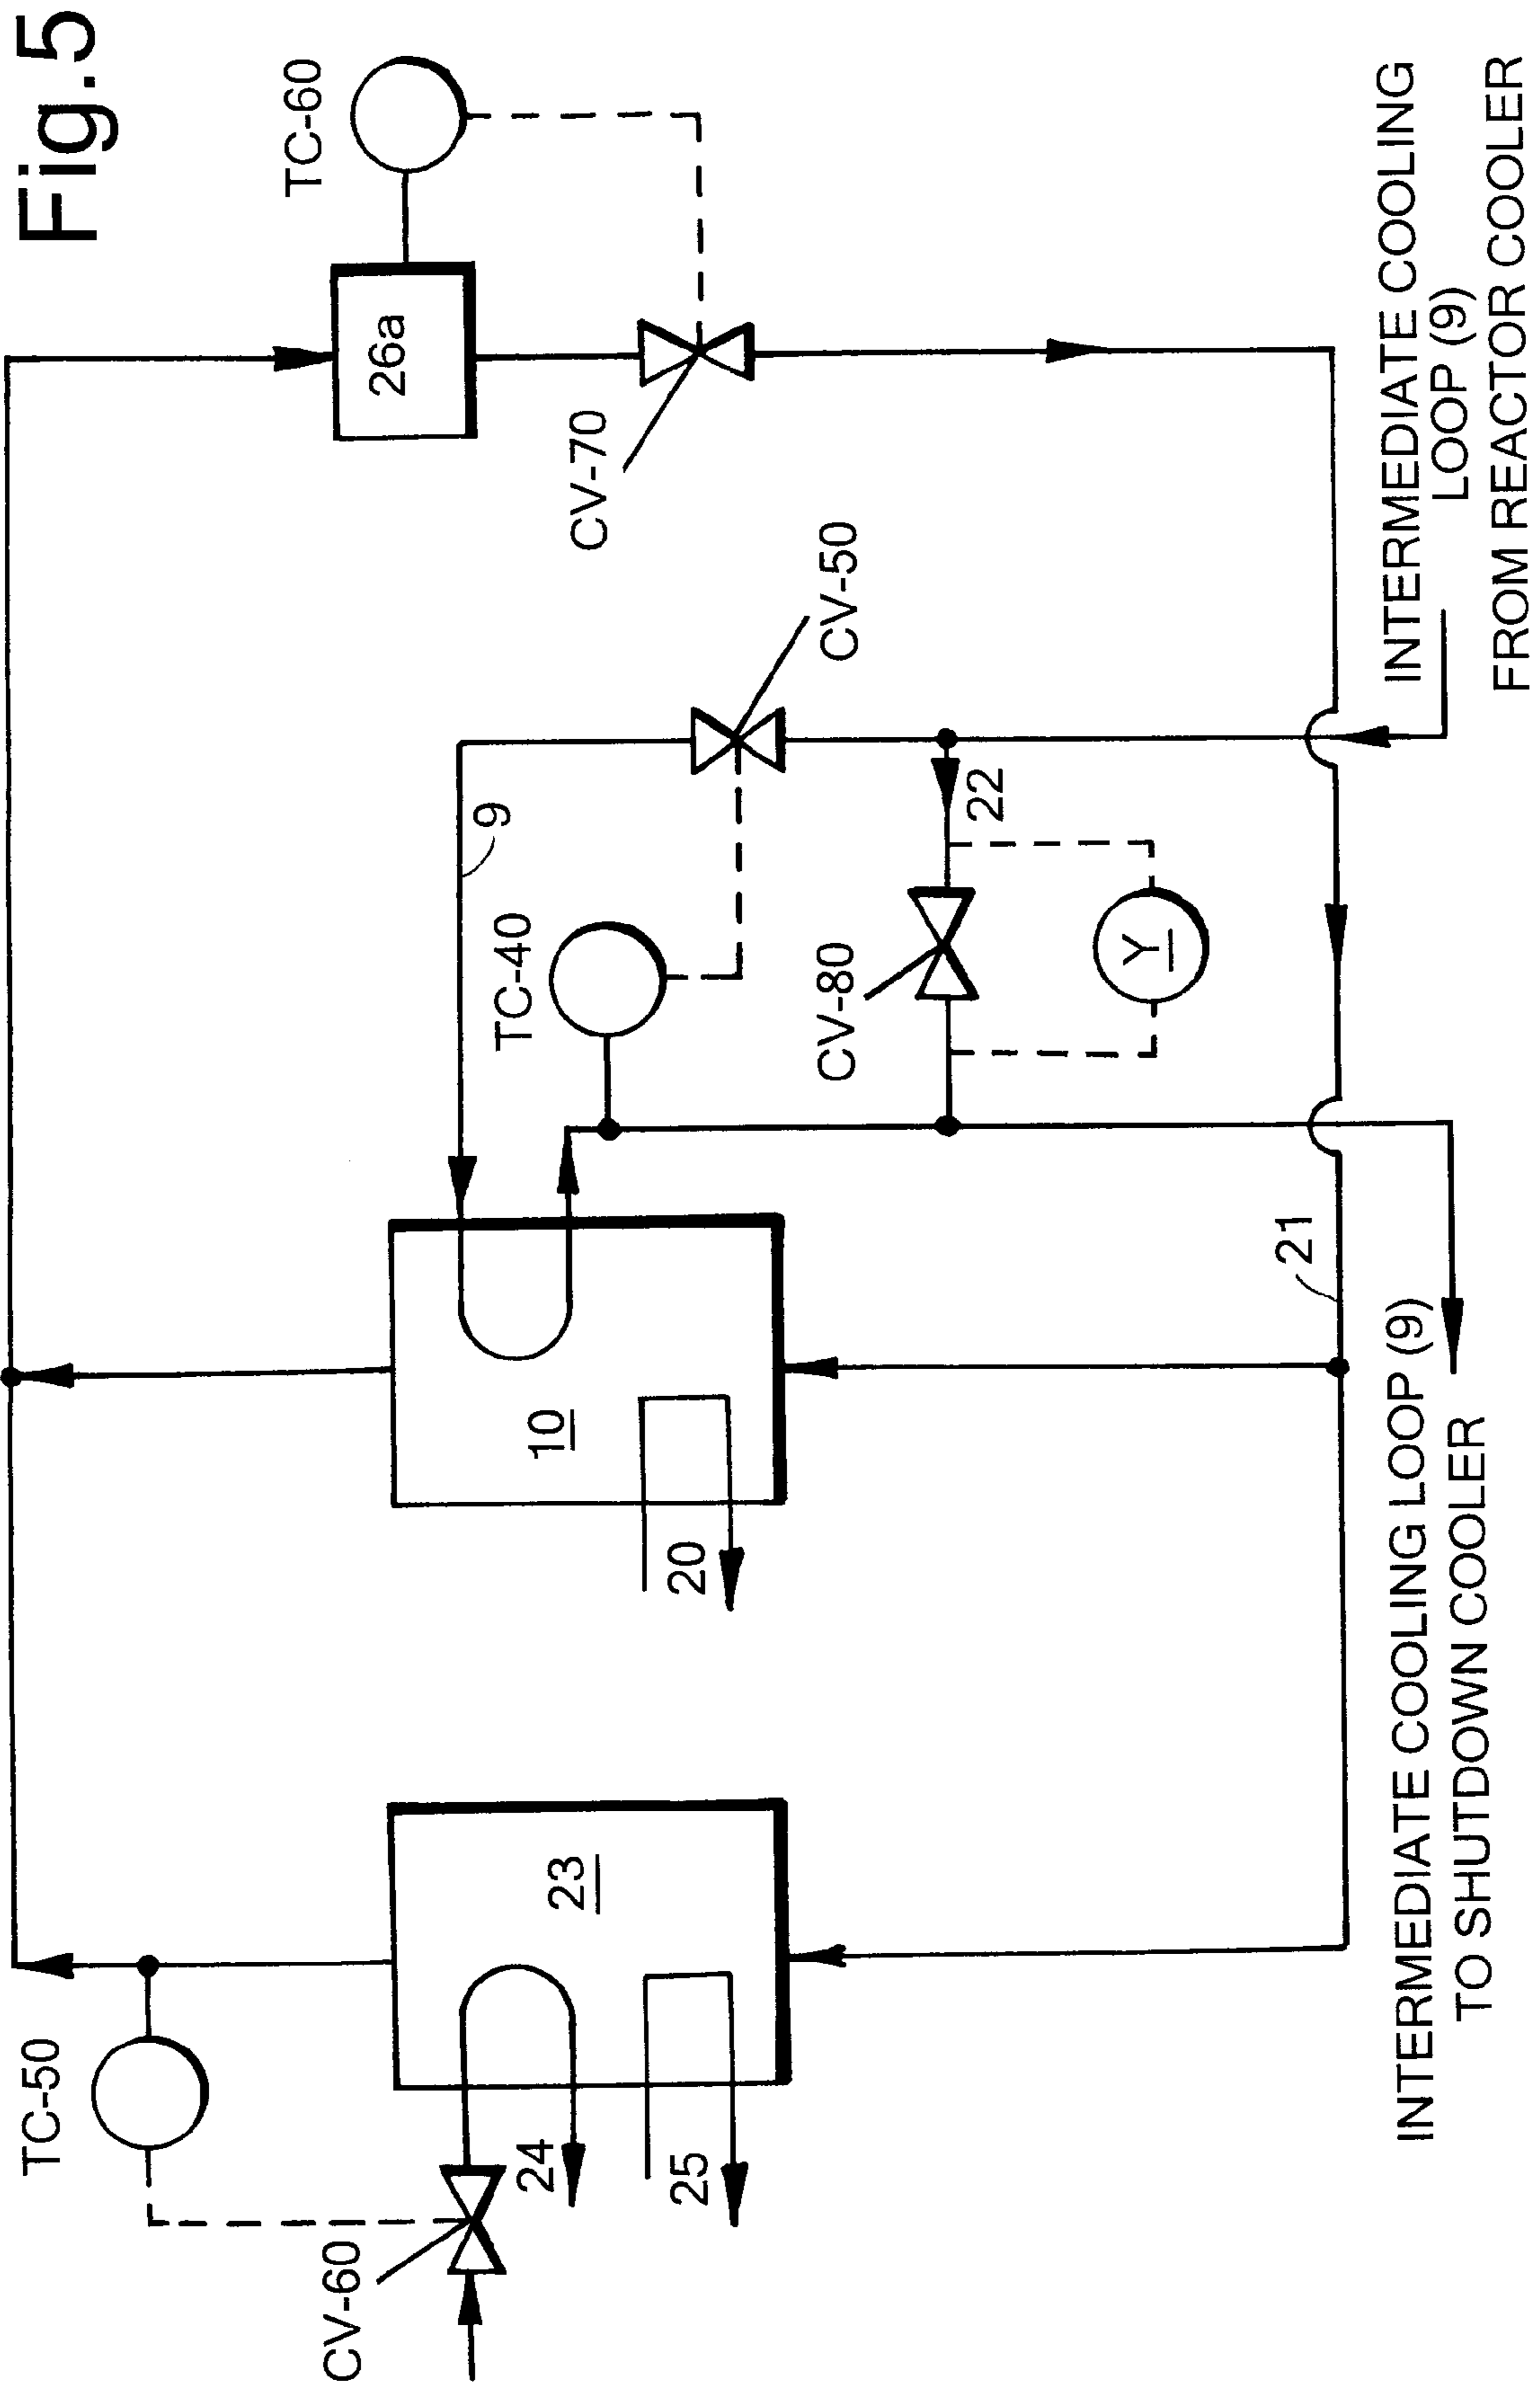 Fig.5
TC-60
26a
CV-70
CV-50
9
22
TC-40
CV-80
Y
INTERMEDIATE COOLING
LOOP (9)
FROM REACTOR COOLER
21
10
20
INTERMEDIATE COOLING LOOP (9)
TO SHUTDOWN COOLER
23
TC-50
24
25
CV-60